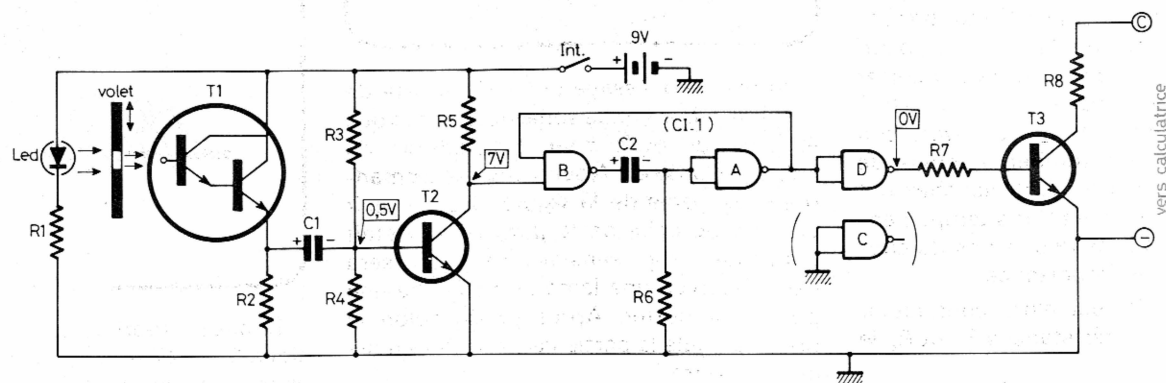 Int.
9V
+
-
C
volet
T1
R8
Led
R3
R5
(CI.1)
0V
T3
7V
B
C2
+
-
A
D
R7
T2
C1
+
-
0,5V
C
-
R1
R2
R4
R6
vers calculatrice